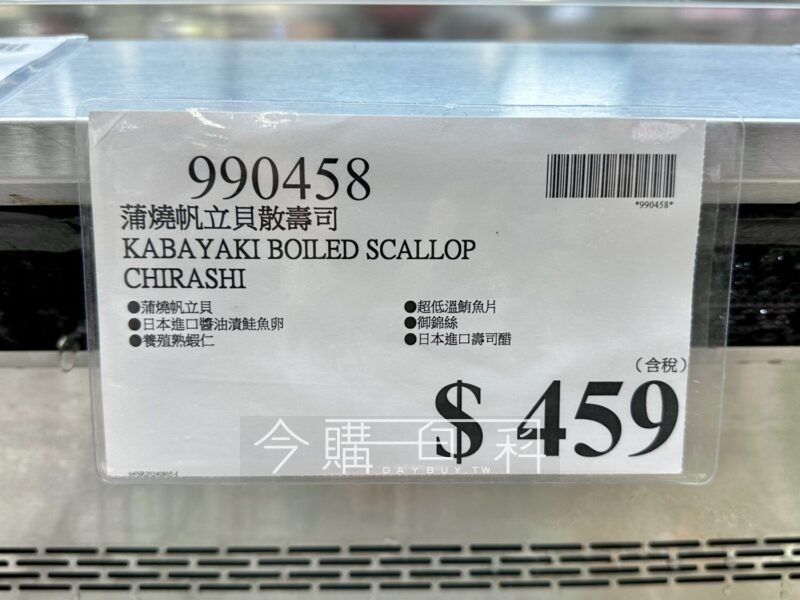 990458
*990458*
蒲燒帆立貝散壽司
KABAYAKI BOILED SCALLOP
CHIRASHI
●蒲燒帆立貝
●日本進口醬油漬鮭魚卵
●養殖熟蝦仁
●超低溫鮪魚片
●御錦絲
●日本進口壽司醋
(含稅)
$ 459
今購百科
DAYBUY.TW